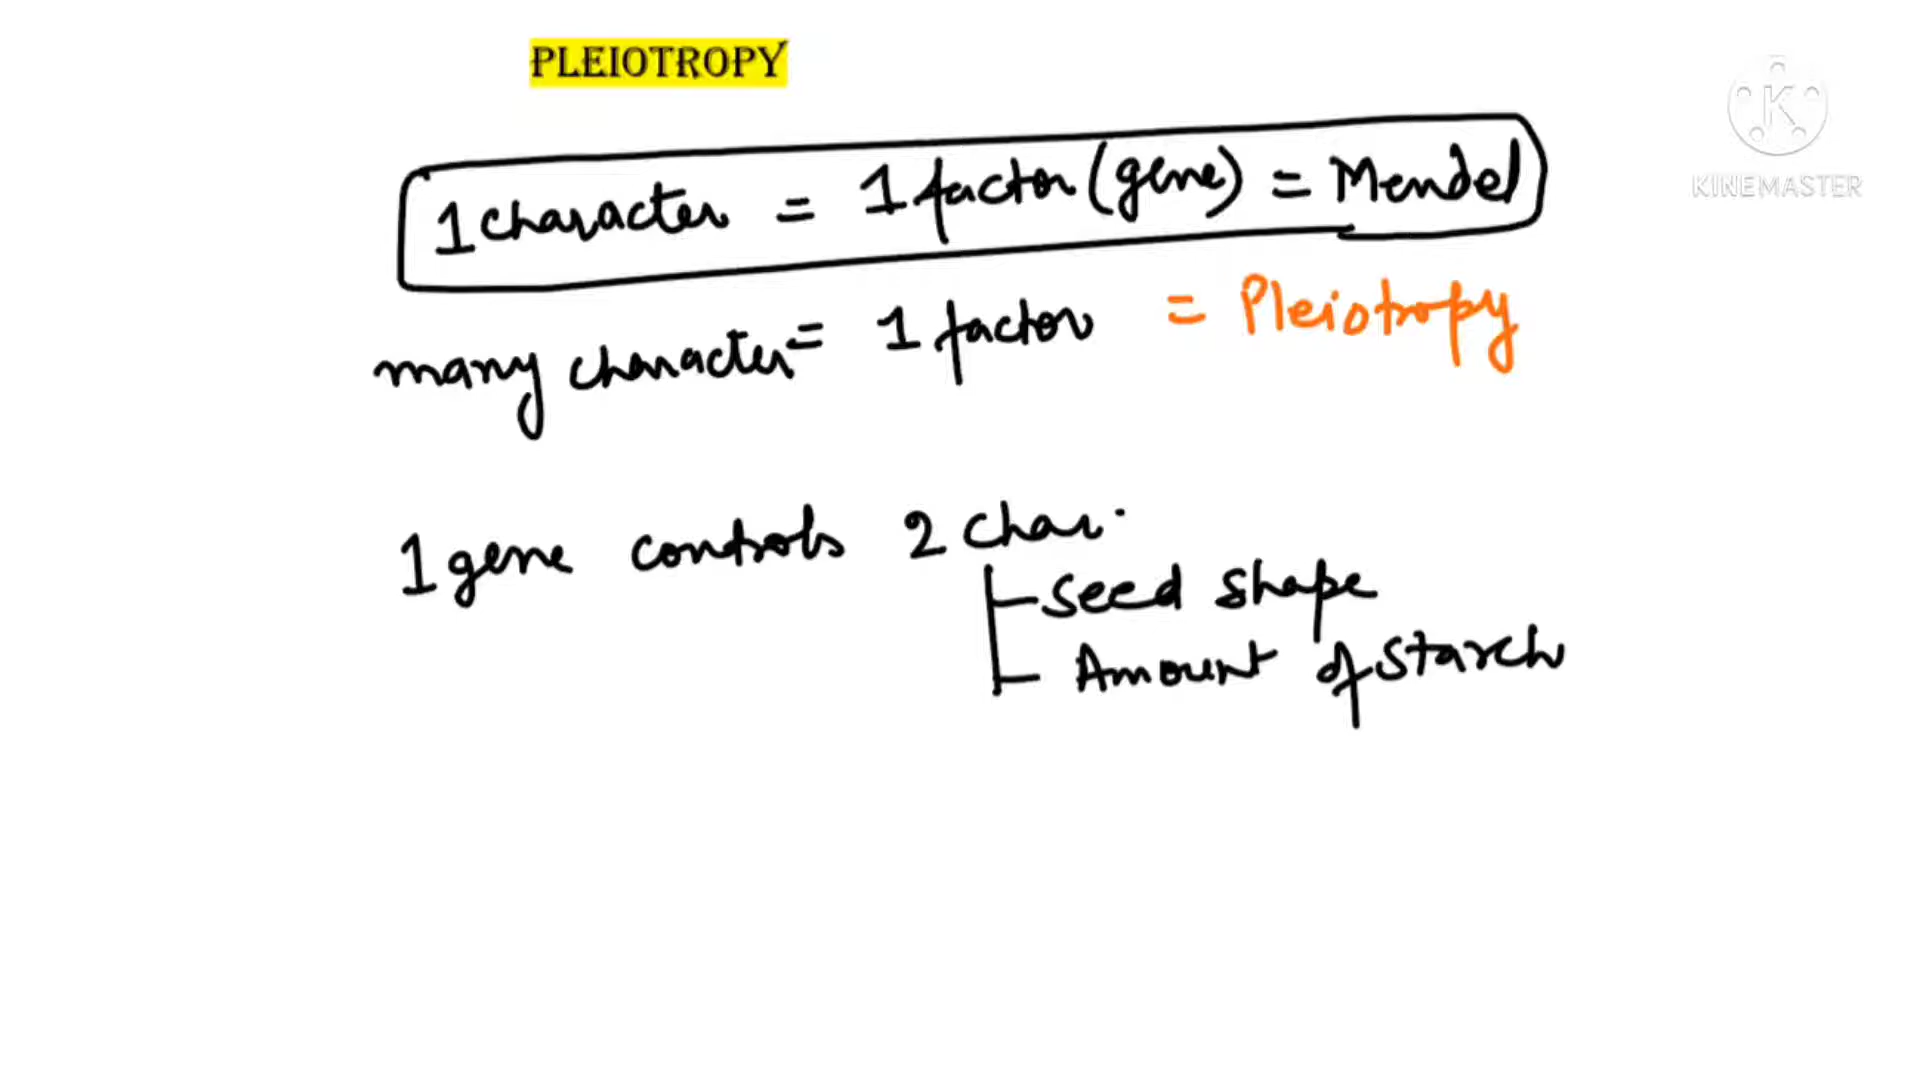 PLEIOTROPY
KINEMASTER
1 character = 1 factor (gene) = Mendel
many character = 1 factor = Pleiotropy
1 gene controls 2 char.
seed shape
Amount of starch